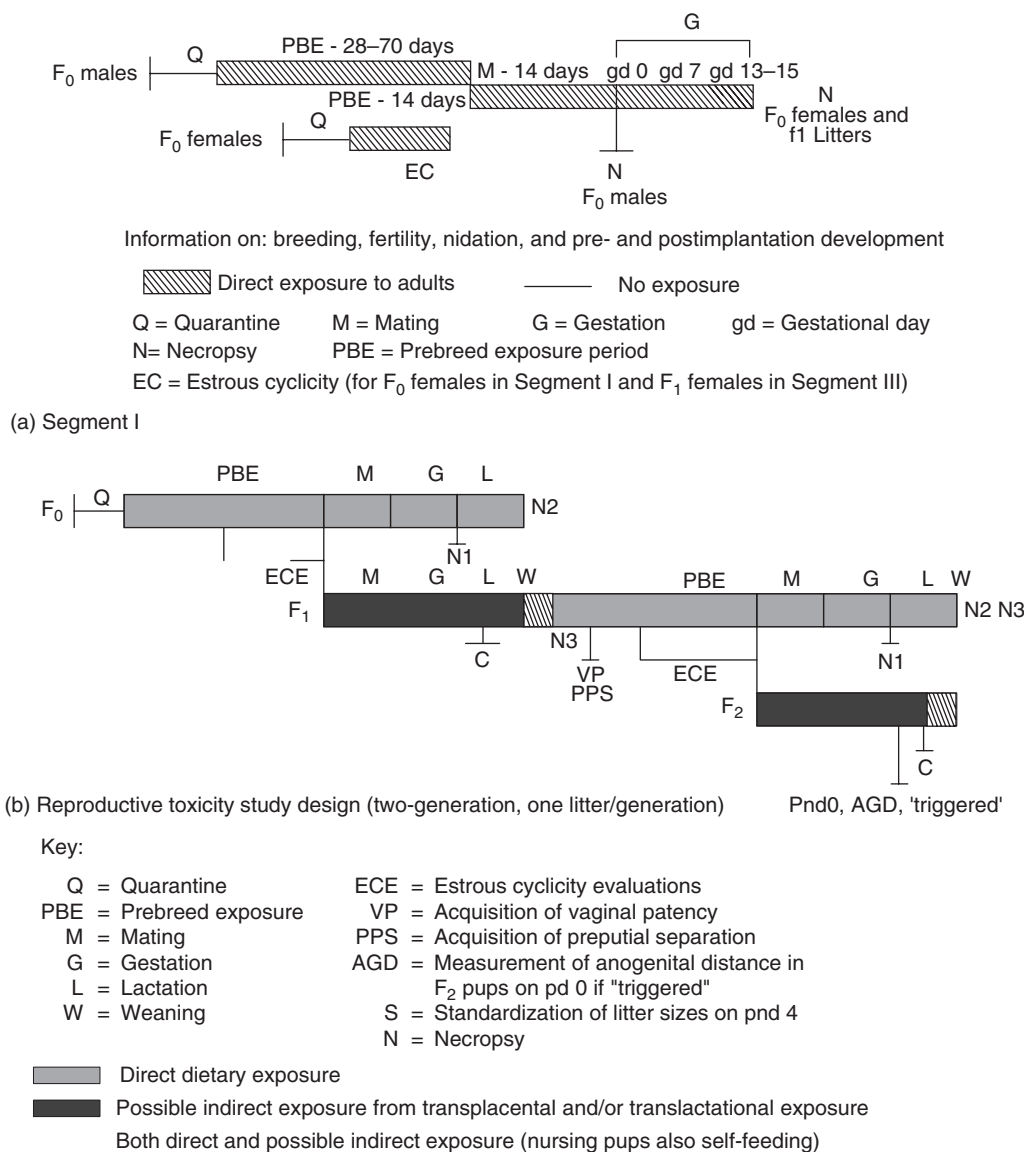 G
PBE - 28–70 days
Q
F0 males
M - 14 days gd 0 gd 7 gd 13–15
PBE - 14 days
N
F0 females and
f1 Litters
Q
F0 females
EC
N
F0 males
Information on: breeding, fertility, nidation, and pre- and postimplantation development
Direct exposure to adults No exposure
Q = Quarantine M = Mating G = Gestation gd = Gestational day
N= Necropsy PBE = Prebreed exposure period
EC = Estrous cyclicity (for F0 females in Segment I and F1 females in Segment III)
(a) Segment I
PBE M G L
Q
F0 N2
N1
ECE M G L W PBE M G L W
F1 N2 N3
N3 N1
C VP ECE
PPS
F2
C
(b) Reproductive toxicity study design (two-generation, one litter/generation) Pnd0, AGD, 'triggered'
Key:
Q = Quarantine ECE = Estrous cyclicity evaluations
PBE = Prebreed exposure VP = Acquisition of vaginal patency
M = Mating PPS = Acquisition of preputial separation
G = Gestation AGD = Measurement of anogenital distance in
L = Lactation F2 pups on pd 0 if "triggered"
W = Weaning S = Standardization of litter sizes on pnd 4
N = Necropsy
Direct dietary exposure
Possible indirect exposure from transplacental and/or translactational exposure
Both direct and possible indirect exposure (nursing pups also self-feeding)